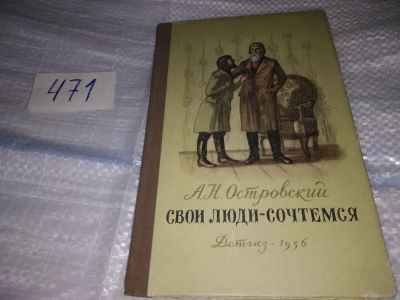 471
А.Н. Островский
СВОИ ЛЮДИ-СОЧТЕМСЯ
Детгиз · 1956